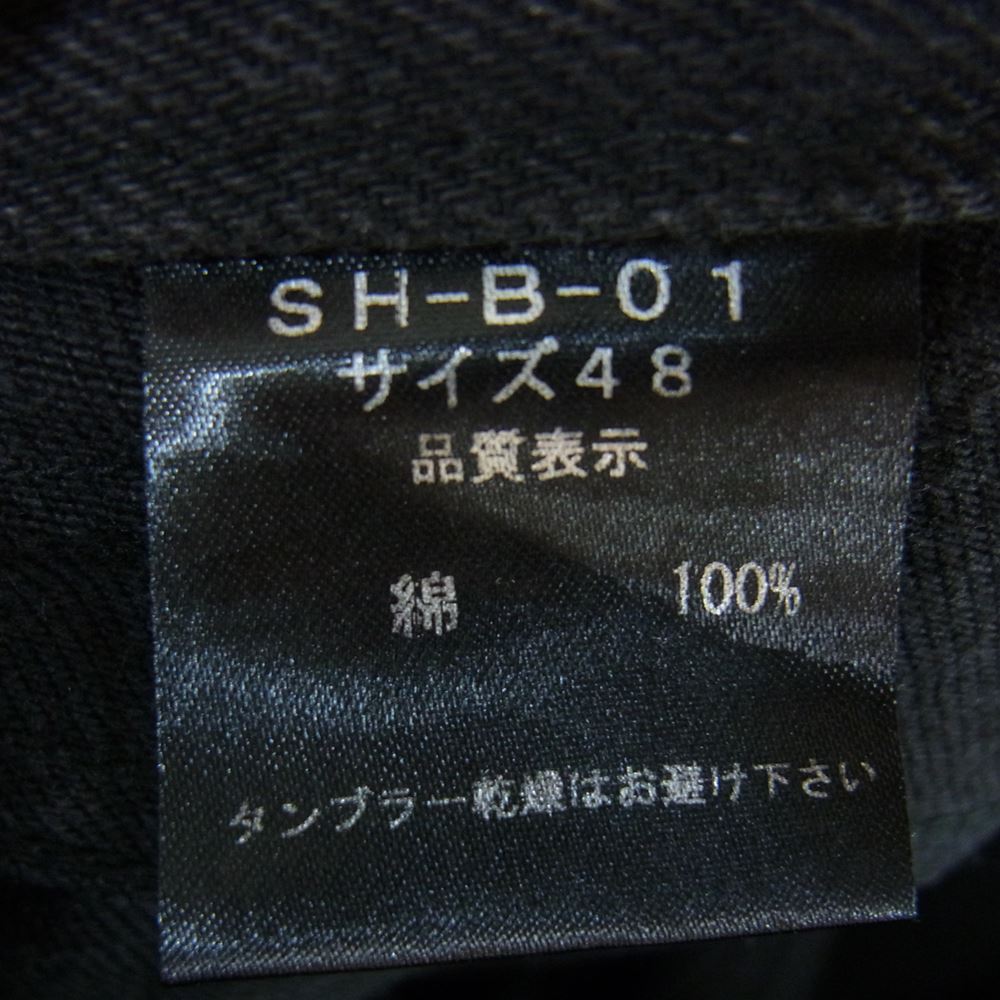 SH-B-01
サイズ48
品質表示
綿 100%
タンブラー乾燥はお避け下さい